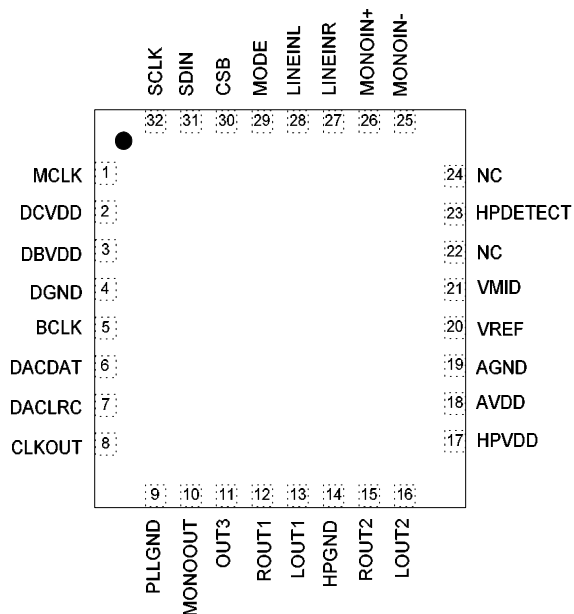 SCLK
SDIN
CSB
MODE
LINEINL
LINEINR
MONOIN+
MONOIN-
32 31 30 29 28 27 26 25
MCLK 1 24 NC
DCVDD 2 23 HPDETECT
DBVDD 3 22 NC
DGND 4 21 VMID
BCLK 5 20 VREF
DACDAT 6 19 AGND
DACLRC 7 18 AVDD
CLKOUT 8 17 HPVDD
9 10 11 12 13 14 15 16
PLLGND
MONOOUT
OUT3
ROUT1
LOUT1
HPGND
ROUT2
LOUT2